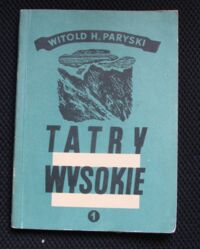 WITOLD H. PARYSKI
TATRY
WYSOKIE
1